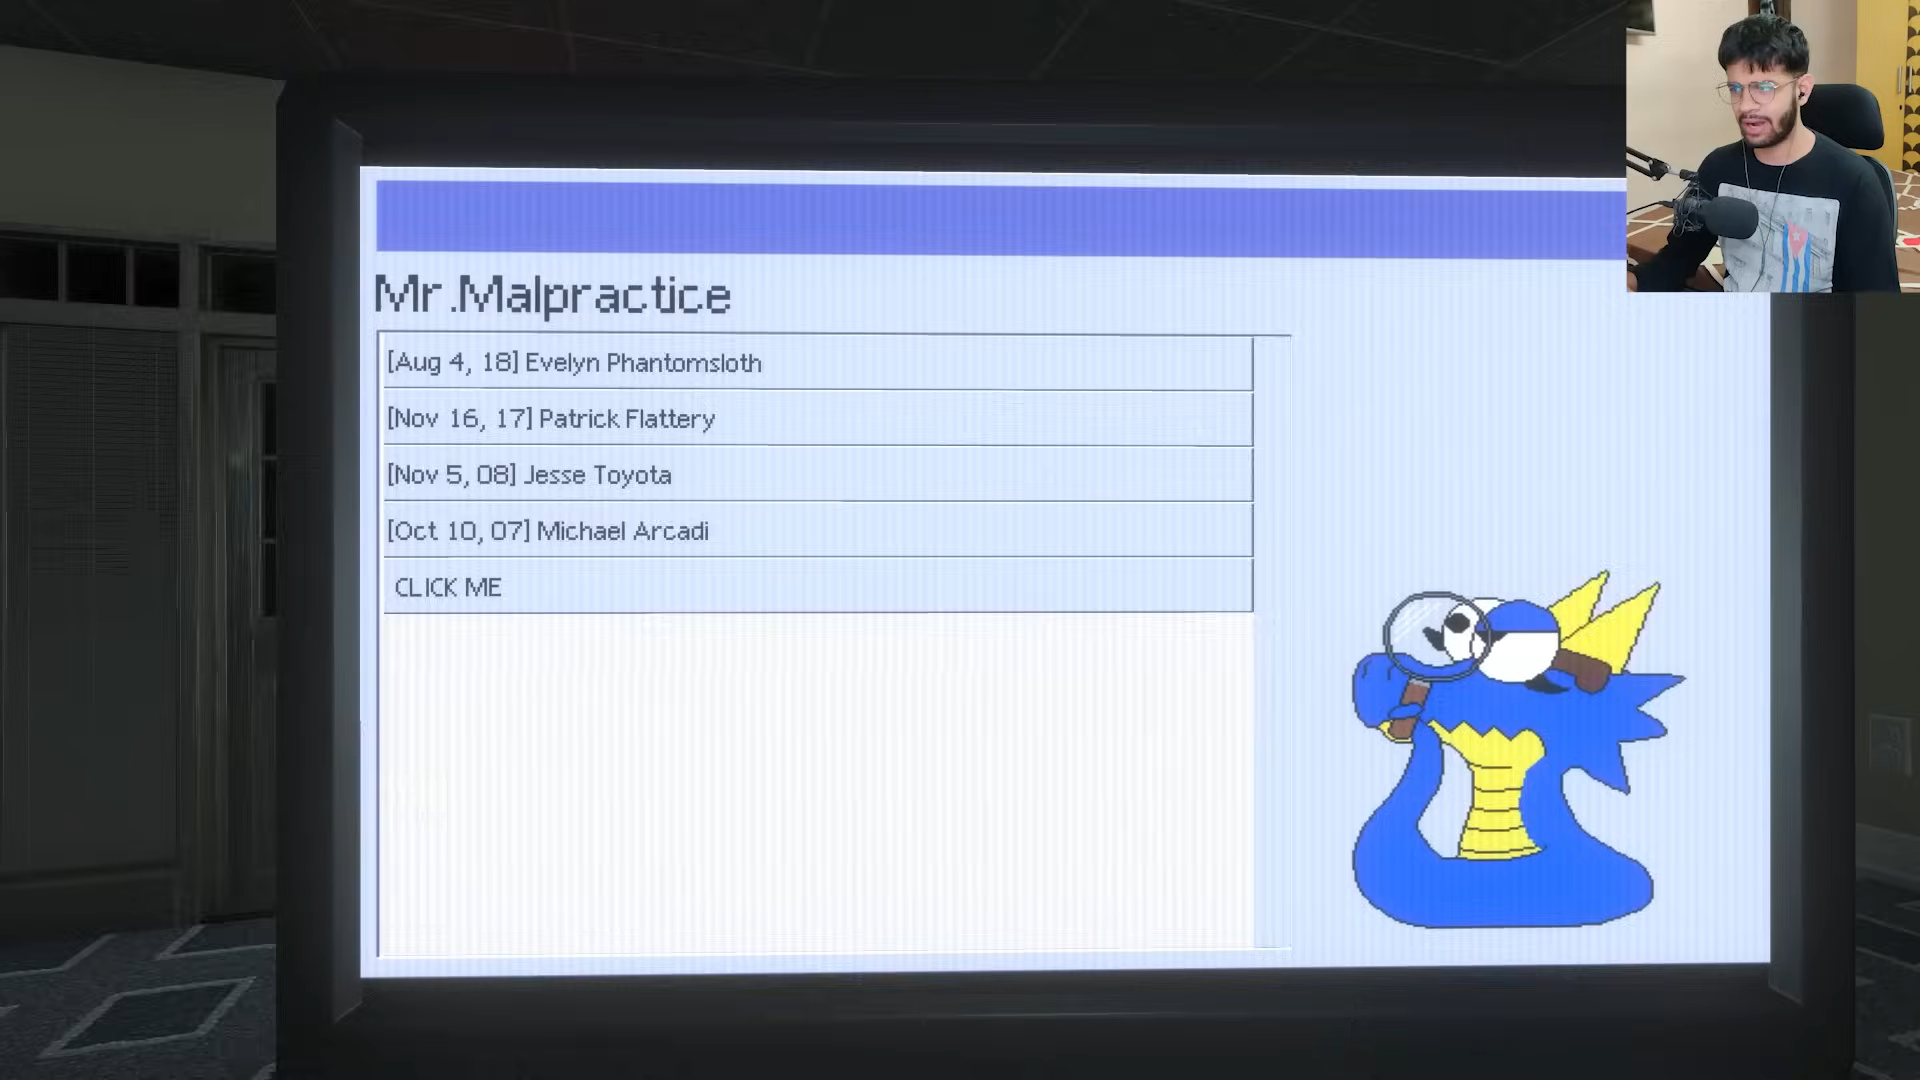 Mr.Malpractice
[Aug 4, 18] Evelyn Phantomsloth
[Nov 16, 17] Patrick Flattery
[Nov 5, 08] Jesse Toyota
[Oct 10, 07] Michael Arcadi
CLICK ME